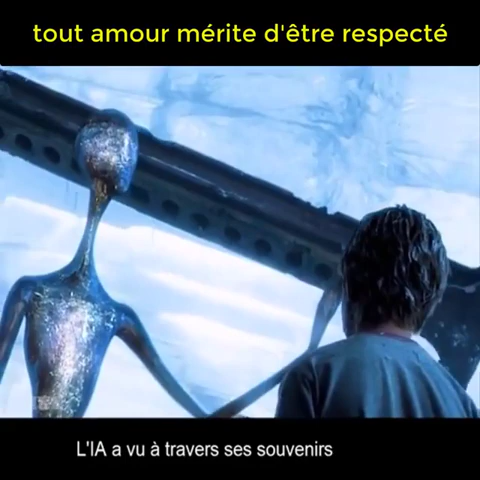 tout amour mérite d'être respecté
L'IA a vu à travers ses souvenirs